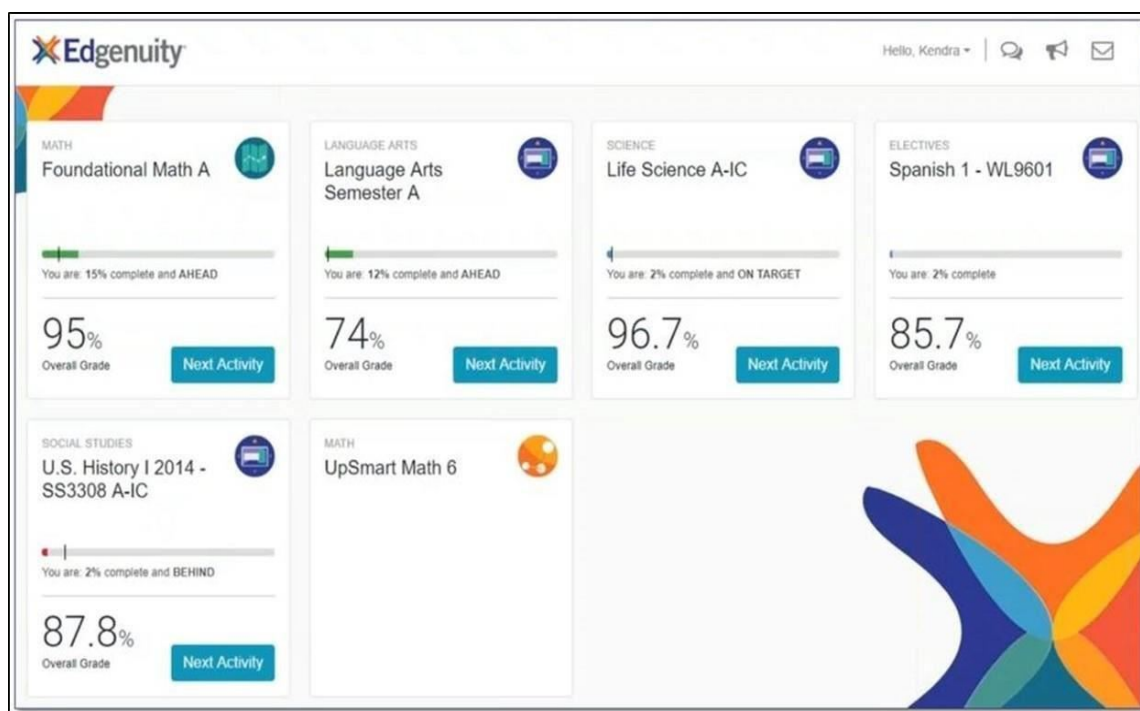 Edgenuity
Hello, Kendra
MATH
Foundational Math A
You are: 15% complete and AHEAD
95%
Overall Grade
Next Activity
LANGUAGE ARTS
Language Arts
Semester A
You are: 12% complete and AHEAD
74%
Overall Grade
Next Activity
SCIENCE
Life Science A-IC
You are: 2% complete and ON TARGET
96.7%
Overall Grade
Next Activity
ELECTIVES
Spanish 1 - WL9601
You are: 2% complete
85.7%
Overall Grade
Next Activity
SOCIAL STUDIES
U.S. History I 2014 -
SS3308 A-IC
You are: 2% complete and BEHIND
87.8%
Overall Grade
Next Activity
MATH
UpSmart Math 6